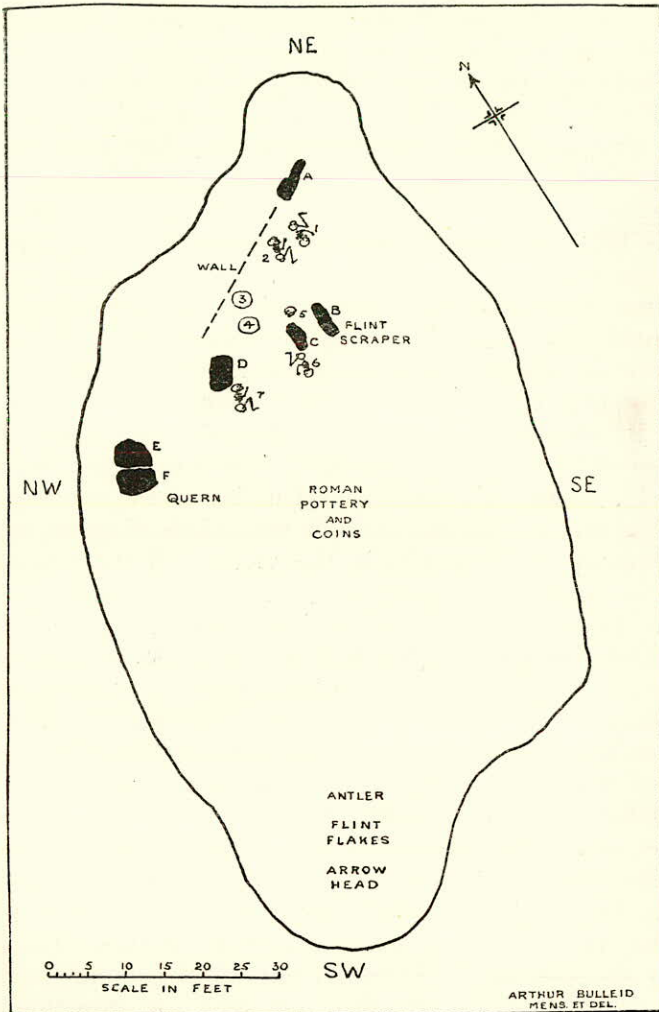 NE
N
A
1
2
WALL
3
5
B
4
FLINT
SCRAPER
C
6
D
7
E
F
NW
QUERN
SE
ROMAN
POTTERY
AND
COINS
ANTLER
FLINT
FLAKES
ARROW
HEAD
0 5 10 15 20 25 30
SCALE IN FEET
SW
ARTHUR BULLEID
MENS. ET DEL.